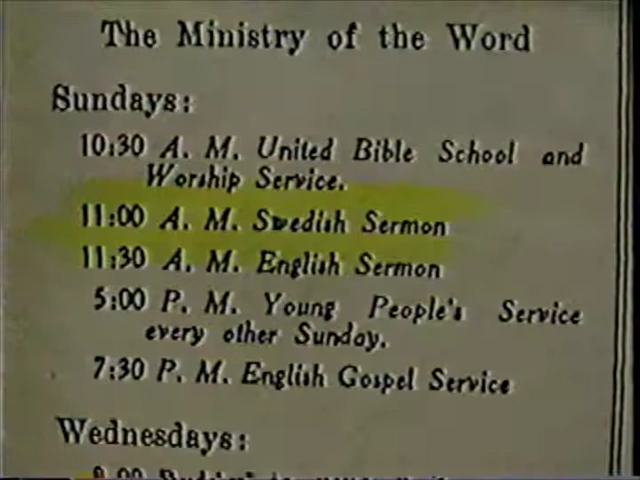 The Ministry of the Word
Sundays:
10:30 A. M. United Bible School and
Worship Service.
11:00 A. M. Swedish Sermon
11:30 A. M. English Sermon
5:00 P. M. Young People's Service
every other Sunday.
7:30 P. M. English Gospel Service
Wednesdays: